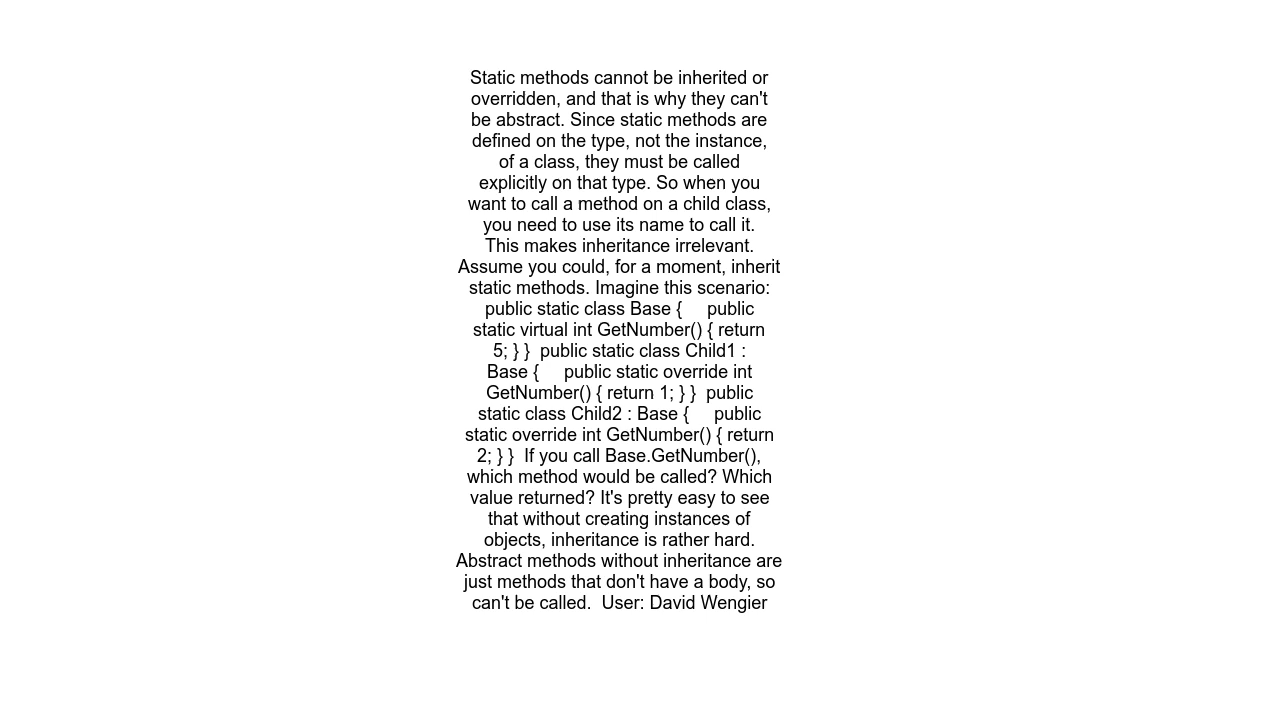 Static methods cannot be inherited or
overridden, and that is why they can't
be abstract. Since static methods are
defined on the type, not the instance,
of a class, they must be called
explicitly on that type. So when you
want to call a method on a child class,
you need to use its name to call it.
This makes inheritance irrelevant.
Assume you could, for a moment, inherit
static methods. Imagine this scenario:
public static class Base {     public
static virtual int GetNumber() { return
5; } }  public static class Child1 :
Base {     public static override int
GetNumber() { return 1; } }  public
static class Child2 : Base {     public
static override int GetNumber() { return
2; } }  If you call Base.GetNumber(),
which method would be called? Which
value returned? It's pretty easy to see
that without creating instances of
objects, inheritance is rather hard.
Abstract methods without inheritance are
just methods that don't have a body, so
can't be called.  User: David Wengier